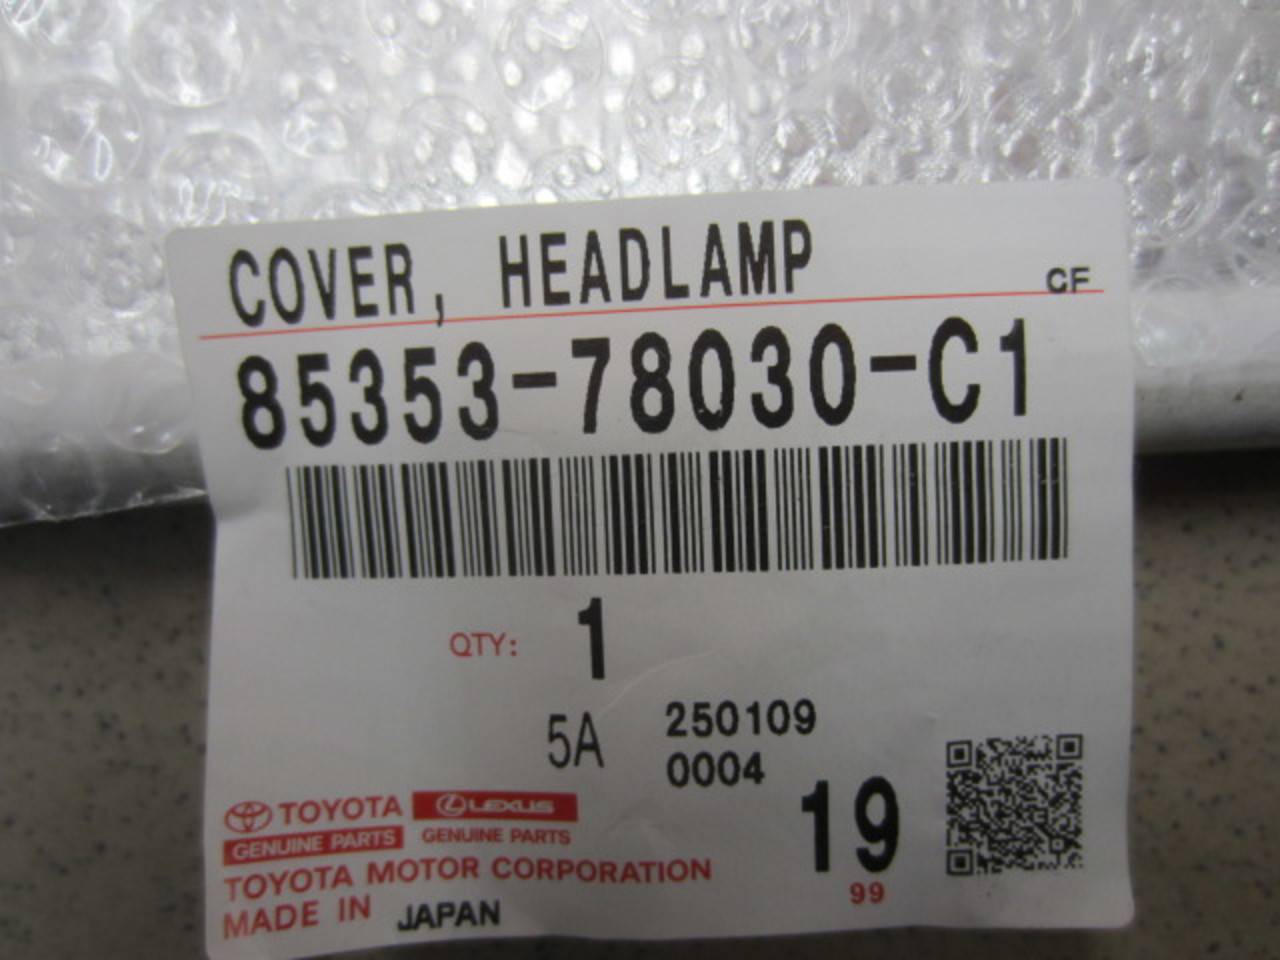 COVER, HEADLAMP
CF
85353-78030-C1
QTY: 1
5A 250109
0004
19
TOYOTA LEXUS
GENUINE PARTS GENUINE PARTS
TOYOTA MOTOR CORPORATION
99
MADE IN JAPAN